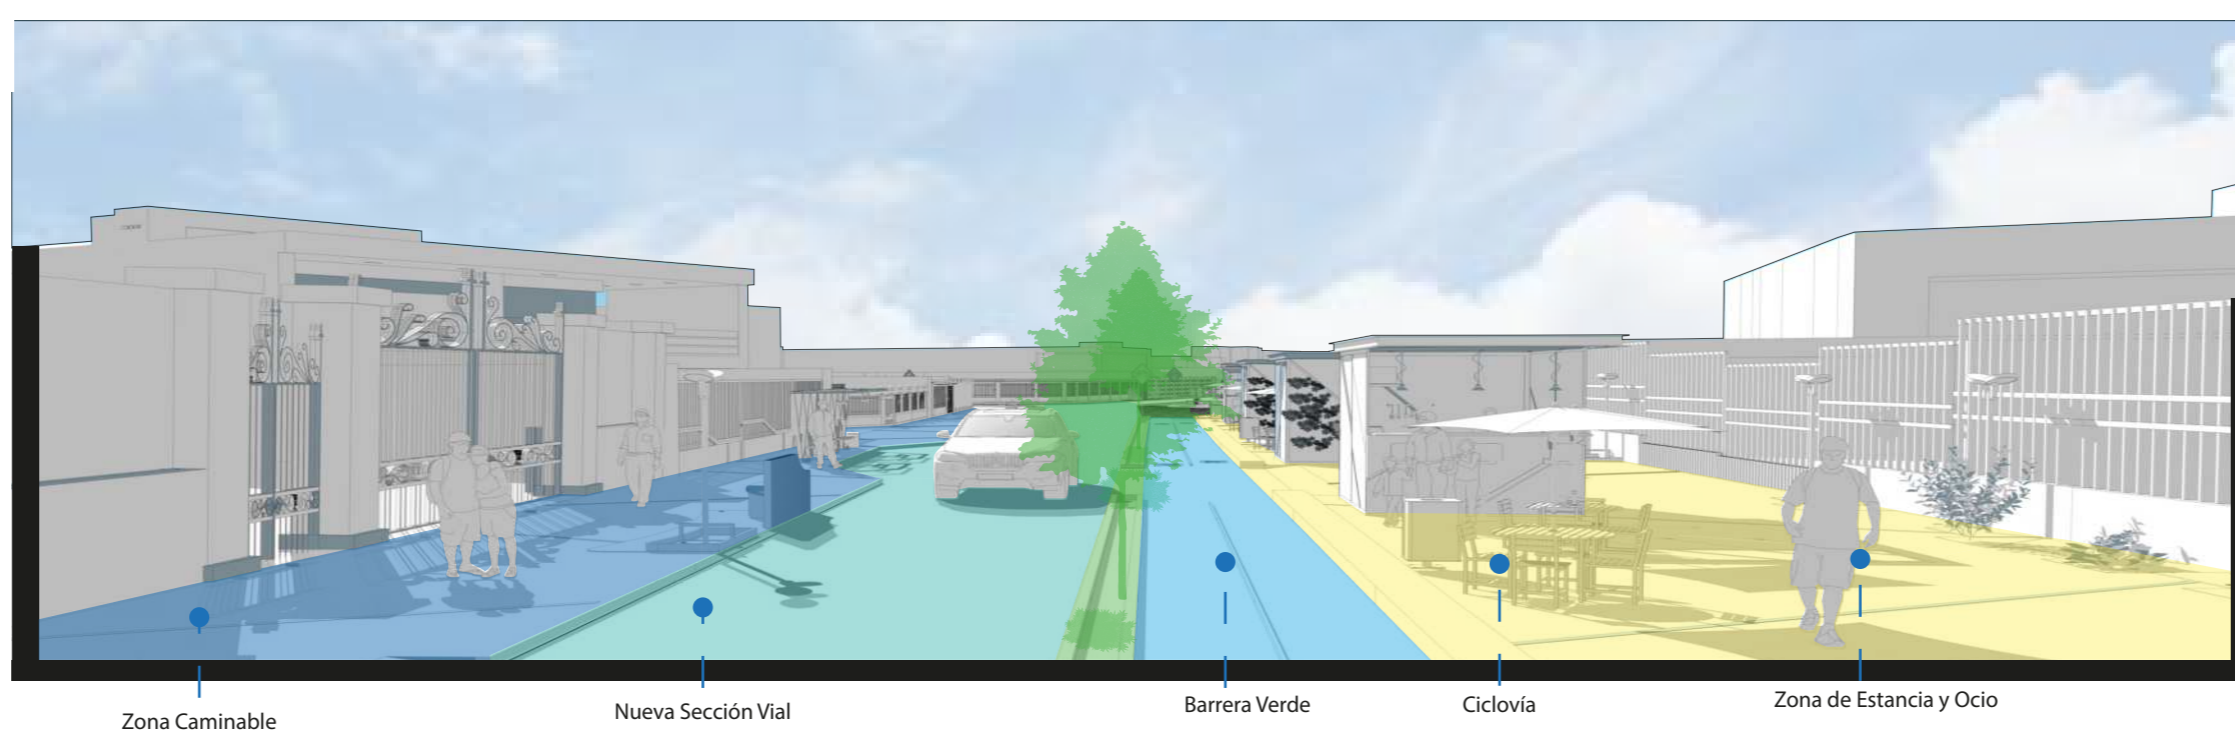 Zona Caminable
Nueva Sección Vial
Barrera Verde
Ciclovía
Zona de Estancia y Ocio